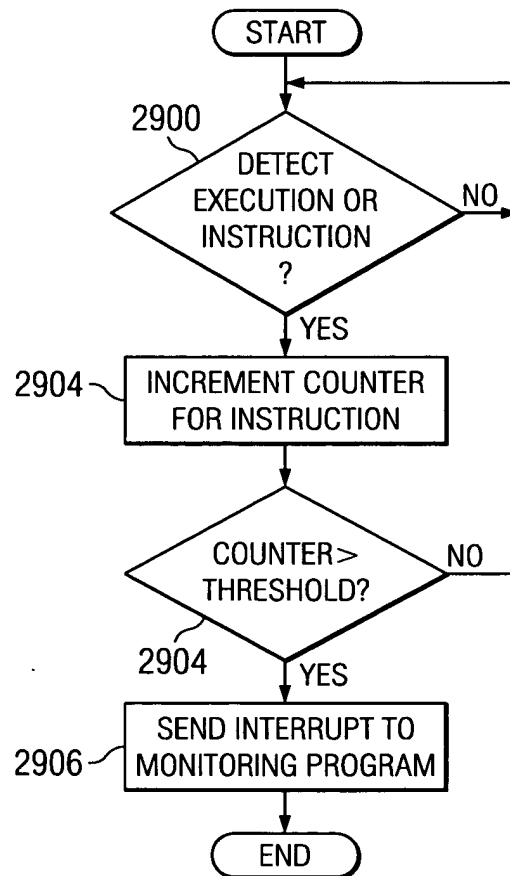 START
2900
DETECT
EXECUTION OR
INSTRUCTION
?
NO
YES
2904
INCREMENT COUNTER
FOR INSTRUCTION
COUNTER>
THRESHOLD?
NO
2904
YES
2906
SEND INTERRUPT TO
MONITORING PROGRAM
END